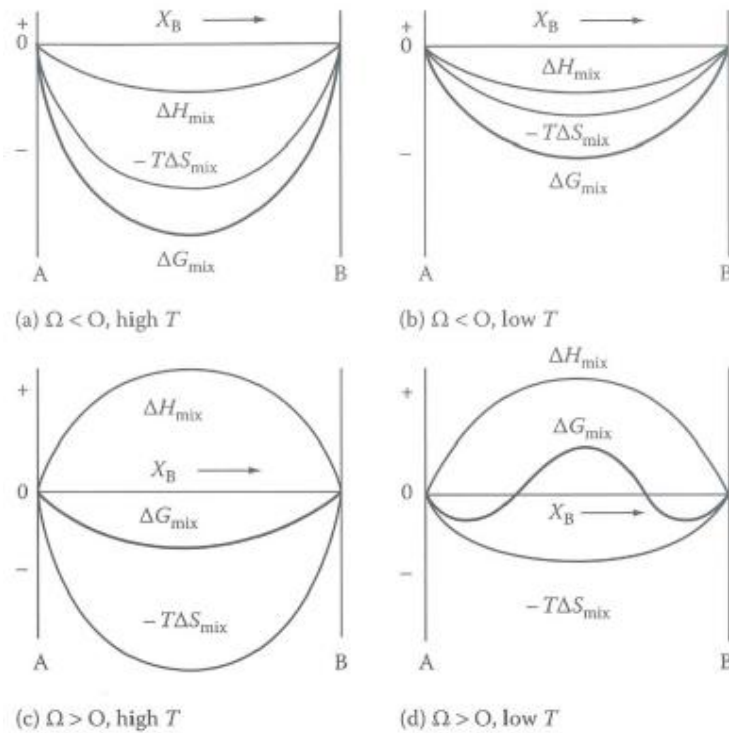 +
0
−
X_B →
ΔH_mix
− TΔS_mix
ΔG_mix
A
B
(a) Ω < O, high T
+
0
−
X_B →
ΔH_mix
− TΔS_mix
ΔG_mix
A
B
(b) Ω < O, low T
+
0
−
ΔH_mix
X_B →
ΔG_mix
− TΔS_mix
A
B
(c) Ω > O, high T
ΔH_mix
+
ΔG_mix
0
X_B →
−
− TΔS_mix
A
B
(d) Ω > O, low T